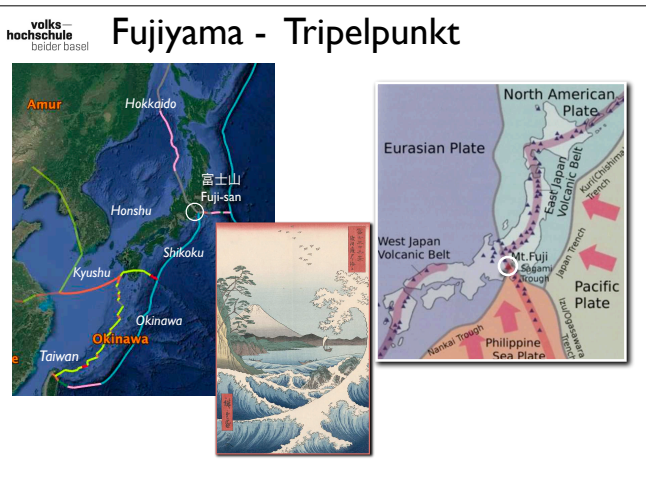 volks–
hochschule
beider basel
Fujiyama - Tripelpunkt
Amur
Hokkaido
富士山
Fuji-san
Honshu
Shikoku
Kyushu
Okinawa
Okinawa
Taiwan
e
North American
Plate
Eurasian Plate
East Japan
Volcanic Belt
Kuril(Chishima)
Trench
West Japan
Volcanic Belt
Mt.Fuji
Sagami
Trough
Japan Trench
Pacific
Plate
Izu/Ogasawara
Trench
Nankai Trough
Philippine
Sea Plate